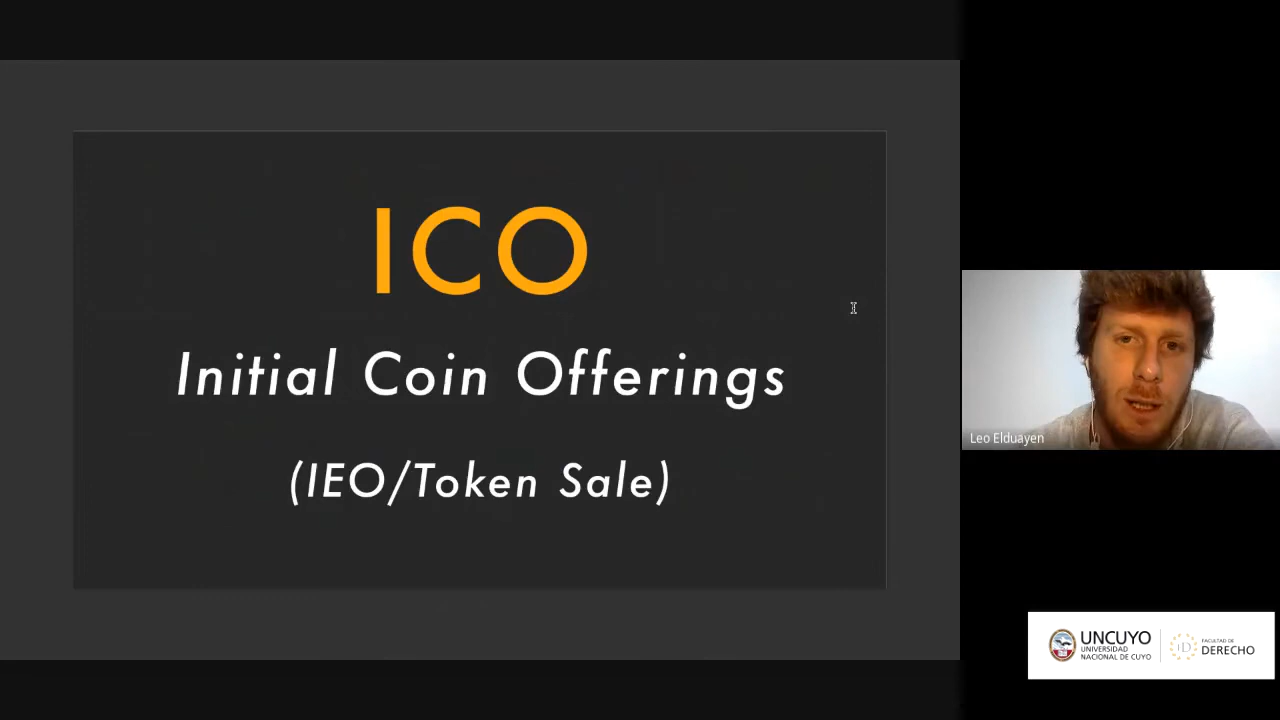 ICO
Initial Coin Offerings
(IEO/Token Sale)
Leo Elduayen
UNCUYO
UNIVERSIDAD
NACIONAL DE CUYO
FACULTAD DE
DERECHO